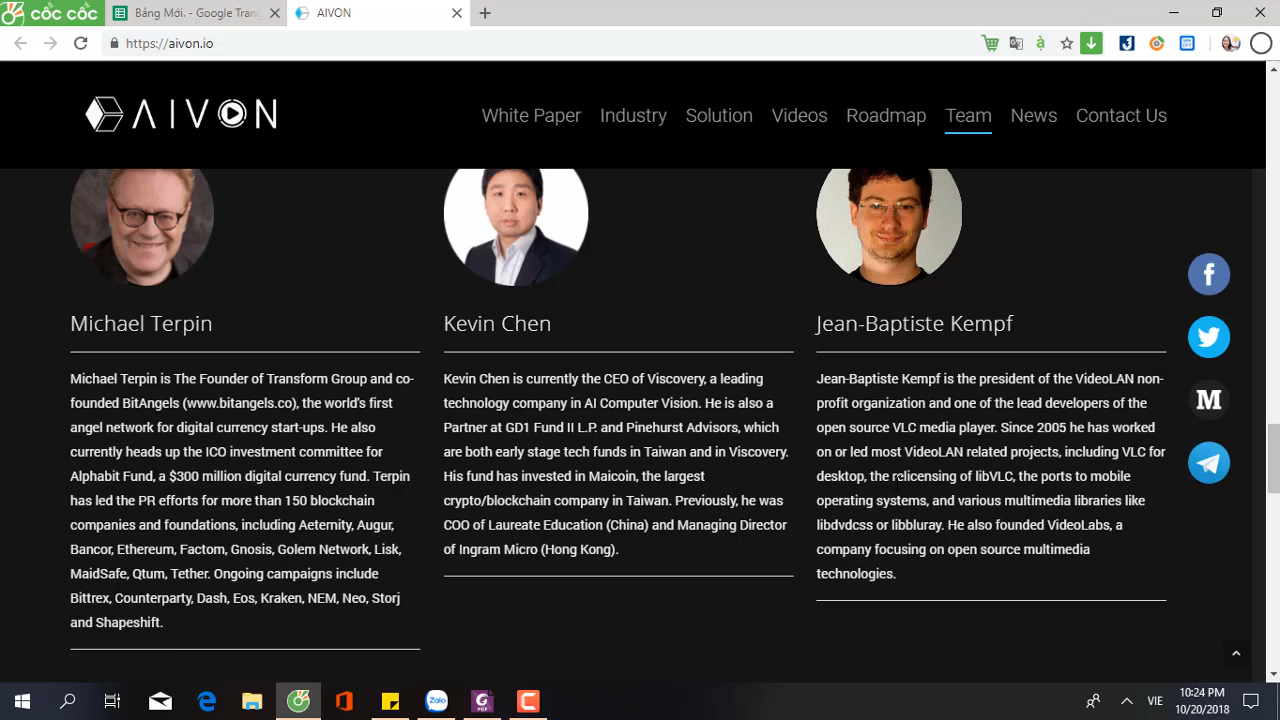 cốc cốc
Bảng Mới. - Google Trang
AIVON
https://aivon.io
AIVON
White Paper
Industry
Solution
Videos
Roadmap
Team
News
Contact Us
Michael Terpin
Michael Terpin is The Founder of Transform Group and co-
founded BitAngels (www.bitangels.co), the world's first
angel network for digital currency start-ups. He also
currently heads up the ICO investment committee for
Alphabit Fund, a $300 million digital currency fund. Terpin
has led the PR efforts for more than 150 blockchain
companies and foundations, including Aeternity, Augur,
Bancor, Ethereum, Factom, Gnosis, Golem Network, Lisk,
MaidSafe, Qtum, Tether. Ongoing campaigns include
Bittrex, Counterparty, Dash, Eos, Kraken, NEM, Neo, Storj
and Shapeshift.
Kevin Chen
Kevin Chen is currently the CEO of Viscovery, a leading
technology company in AI Computer Vision. He is also a
Partner at GD1 Fund II L.P. and Pinehurst Advisors, which
are both early stage tech funds in Taiwan and in Viscovery.
His fund has invested in Maicoin, the largest
crypto/blockchain company in Taiwan. Previously, he was
COO of Laureate Education (China) and Managing Director
of Ingram Micro (Hong Kong).
Jean-Baptiste Kempf
Jean-Baptiste Kempf is the president of the VideoLAN non-
profit organization and one of the lead developers of the
open source VLC media player. Since 2005 he has worked
on or led most VideoLAN related projects, including VLC for
desktop, the relicensing of libVLC, the ports to mobile
operating systems, and various multimedia libraries like
libdvdcss or libbluray. He also founded VideoLabs, a
company focusing on open source multimedia
technologies.
Zalo
PDF
VIE
10:24 PM
10/20/2018